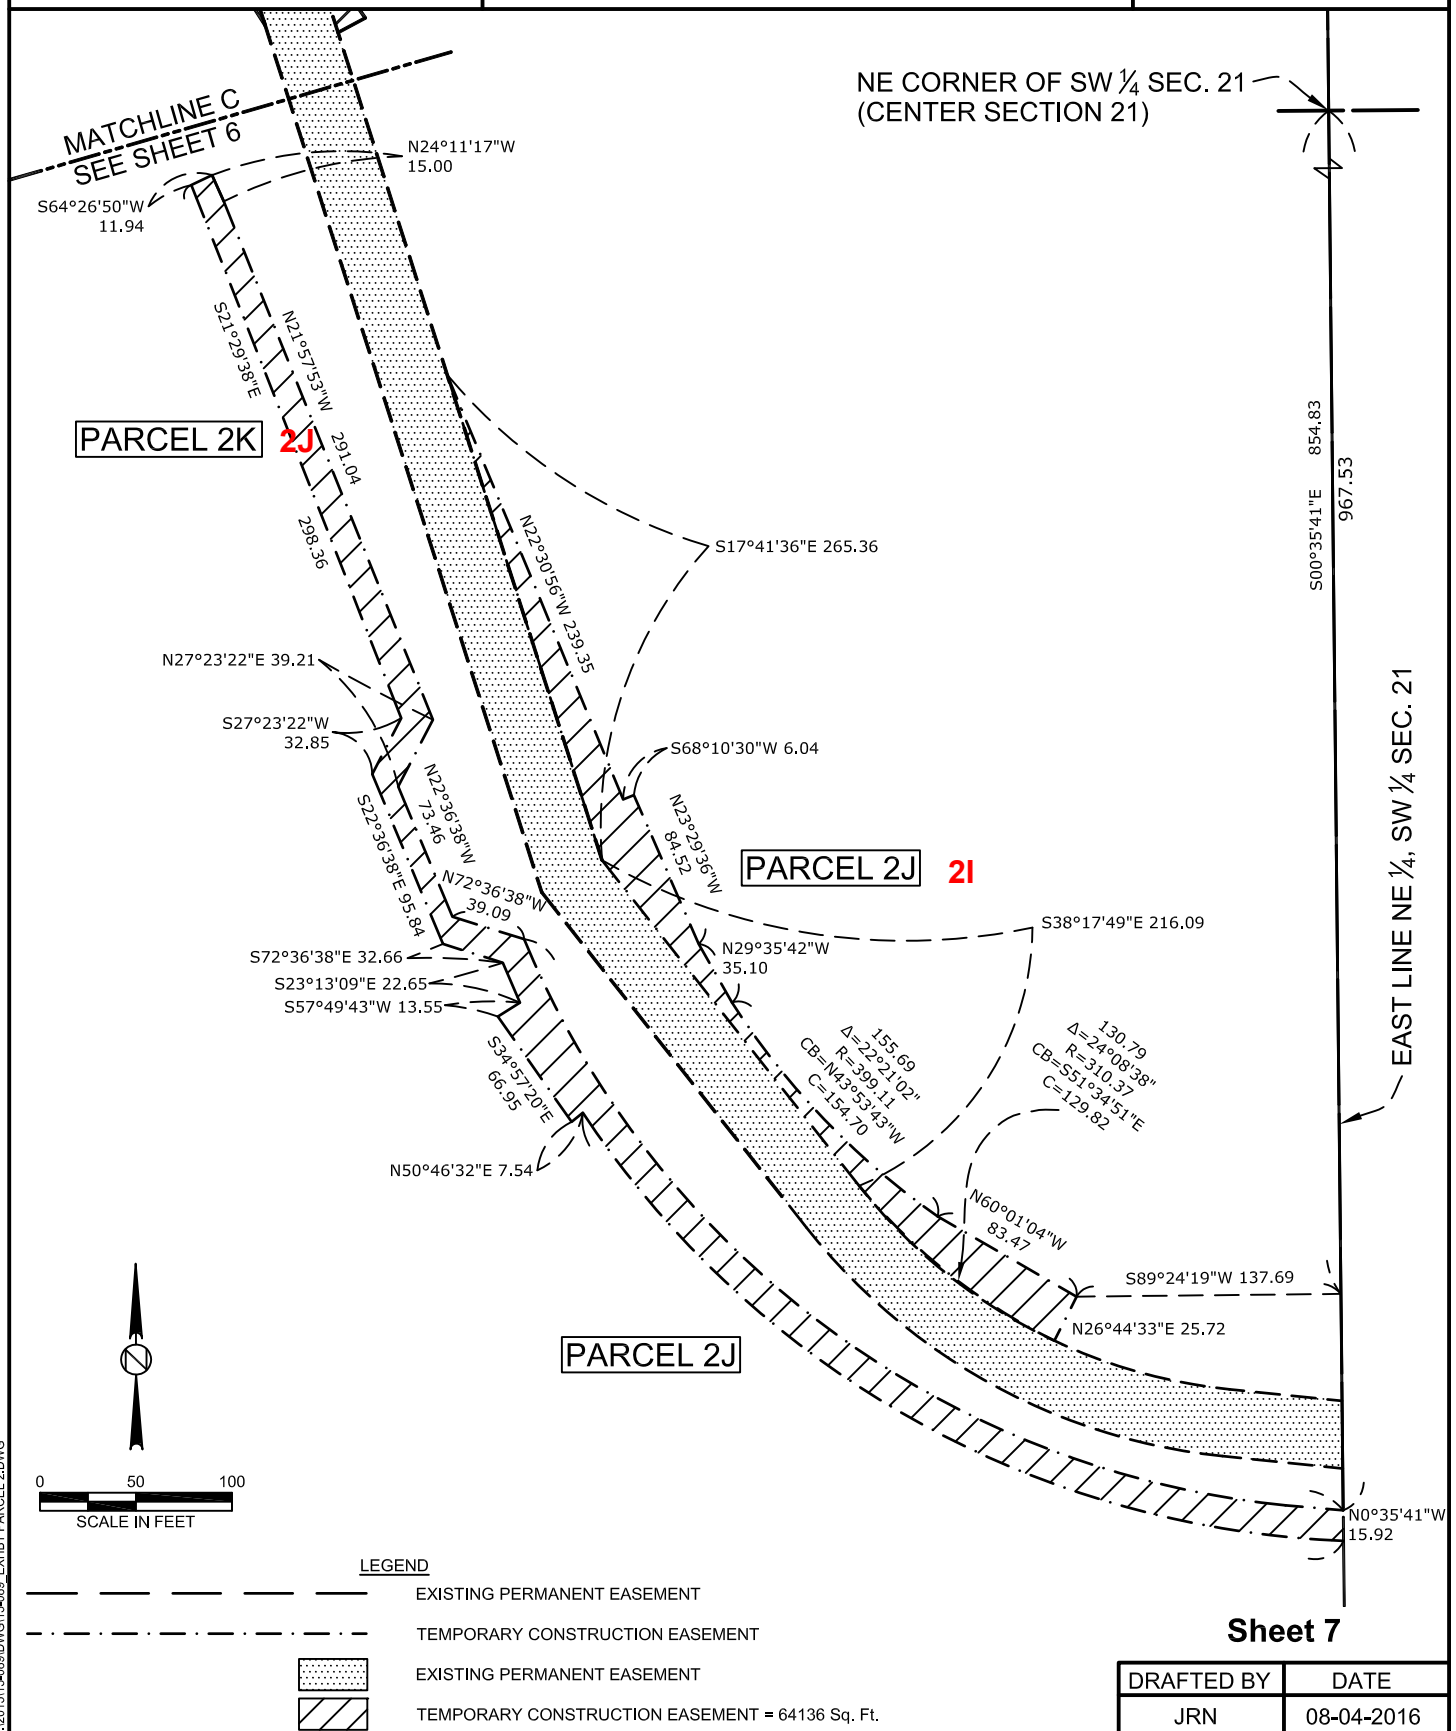 NE CORNER OF SW ¼ SEC. 21
(CENTER SECTION 21)
MATCHLINE C
SEE SHEET 6
N24°11'17"W
15.00
S64°26'50"W
11.94
S21°29'38"E
298.36
N21°57'53"W 291.04
PARCEL 2K
2J
S00°35'41"E 854.83
967.53
S17°41'36"E 265.36
N22°30'56"W 239.35
N27°23'22"E 39.21
S27°23'22"W
32.85
S68°10'30"W 6.04
N22°36'38"W
73.46
S22°36'38"E 95.84
N23°29'36"W
84.52
PARCEL 2J
2I
EAST LINE NE ¼, SW ¼ SEC. 21
N72°36'38"W
39.09
S38°17'49"E 216.09
S72°36'38"E 32.66
S23°13'09"E 22.65
S57°49'43"W 13.55
N29°35'42"W
35.10
S34°57'20"E
66.95
155.69
Δ=22°21'02"
R=399.11
CB=N43°53'43"W
C=154.70
130.79
Δ=24°08'38"
R=310.37
CB=S51°34'51"E
C=129.82
N50°46'32"E 7.54
N60°01'04"W
83.47
S89°24'19"W 137.69
N26°44'33"E 25.72
PARCEL 2J
0 50 100
SCALE IN FEET
N0°35'41"W
15.92
LEGEND
EXISTING PERMANENT EASEMENT
TEMPORARY CONSTRUCTION EASEMENT
EXISTING PERMANENT EASEMENT
TEMPORARY CONSTRUCTION EASEMENT = 64136 Sq. Ft.
Sheet 7
DRAFTED BY DATE
JRN 08-04-2016